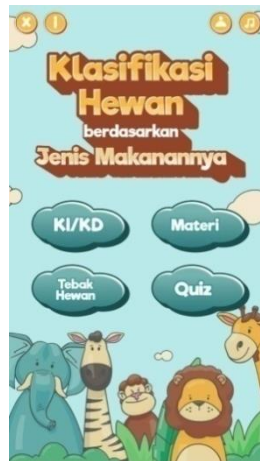 Klasifikasi
Hewan
berdasarkan
Jenis Makanannya
KI/KD
Materi
Tebak
Hewan
Quiz